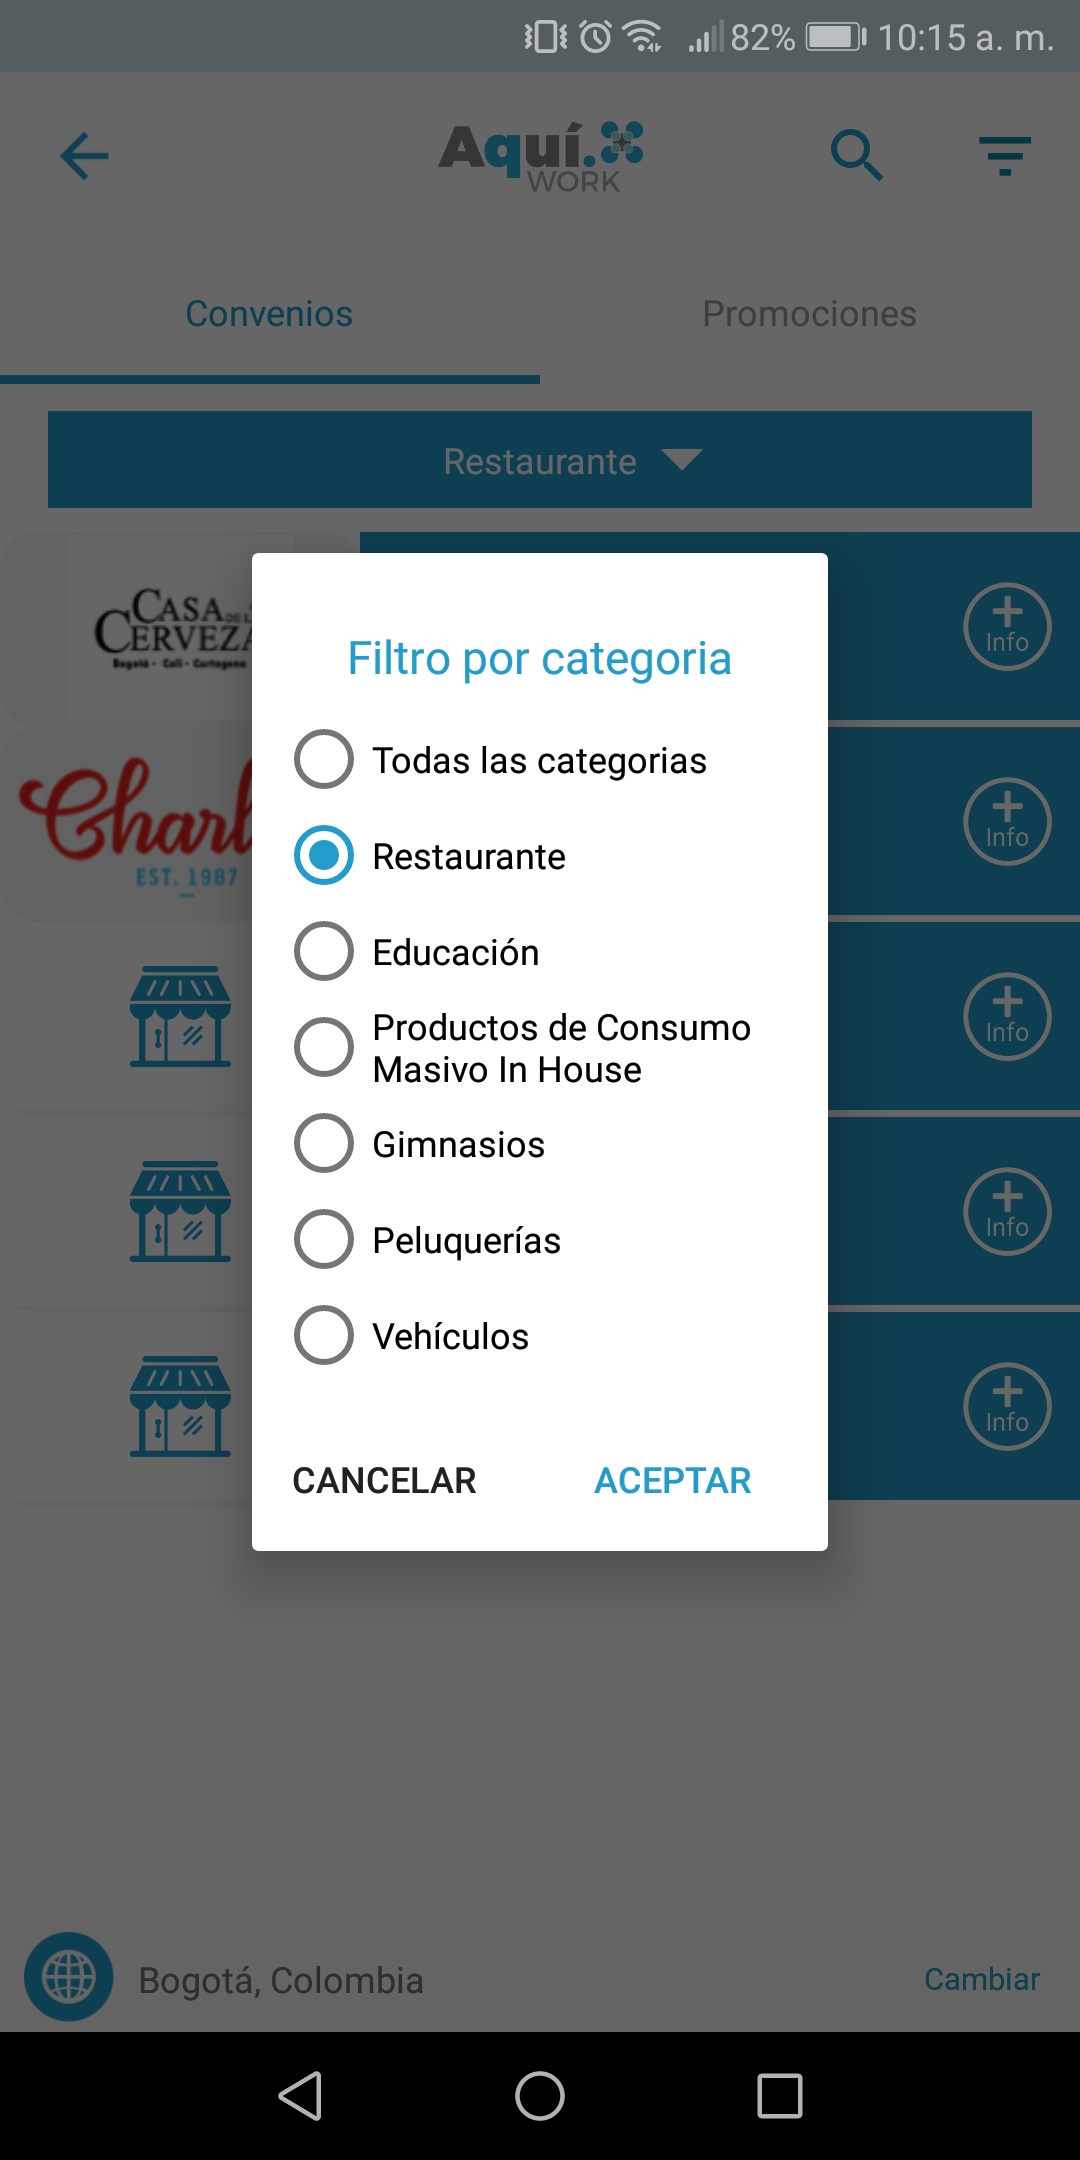 82% 10:15 a. m.
Aquí.
WORK
Convenios
Promociones
Restaurante
CASA DE LA
CERVEZA
Bogotá · Cali · Cartagena
Info
Filtro por categoria
Todas las categorias
Info
EST. 1987
Restaurante
Educación
Info
Productos de Consumo
Masivo In House
Gimnasios
Info
Peluquerías
Vehículos
Info
CANCELAR
ACEPTAR
Bogotá, Colombia
Cambiar